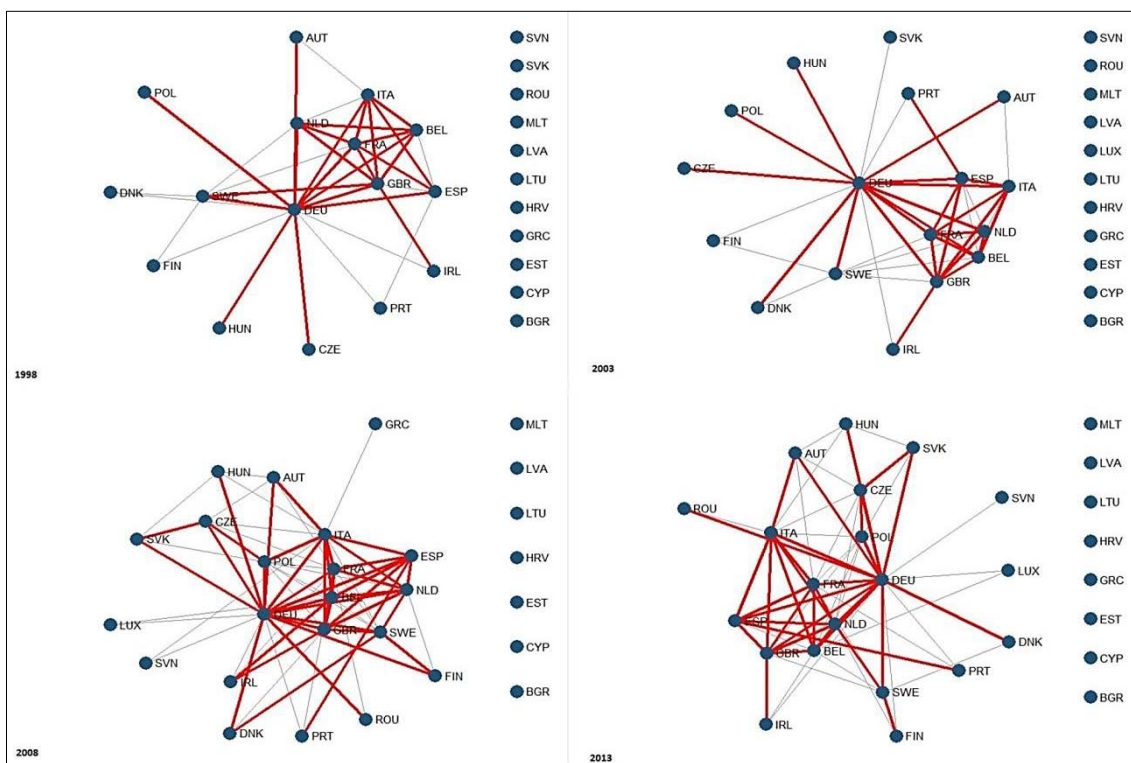 AUT
POL
ITA
NLD
BEL
FRA
DNK
SWE
GBR
ESP
DEU
FIN
IRL
PRT
HUN
CZE
1998
SVN
SVK
ROU
MLT
LVA
LTU
HRV
GRC
EST
CYP
BGR
SVK
HUN
PRT
AUT
POL
CZE
DEU
ESP
ITA
FRA
NLD
FIN
BEL
SWE
GBR
DNK
IRL
2003
SVN
ROU
MLT
LVA
LUX
LTU
HRV
GRC
EST
CYP
BGR
GRC
HUN
AUT
CZE
ITA
SVK
ESP
POL
FRA
NLD
BEL
DEU
LUX
GBR
SWE
SVN
FIN
IRL
ROU
DNK
PRT
2008
MLT
LVA
LTU
HRV
EST
CYP
BGR
HUN
AUT
SVK
CZE
SVN
ROU
ITA
POL
LUX
DEU
FRA
ESP
NLD
DNK
GBR
BEL
PRT
SWE
IRL
FIN
2013
MLT
LVA
LTU
HRV
GRC
EST
CYP
BGR